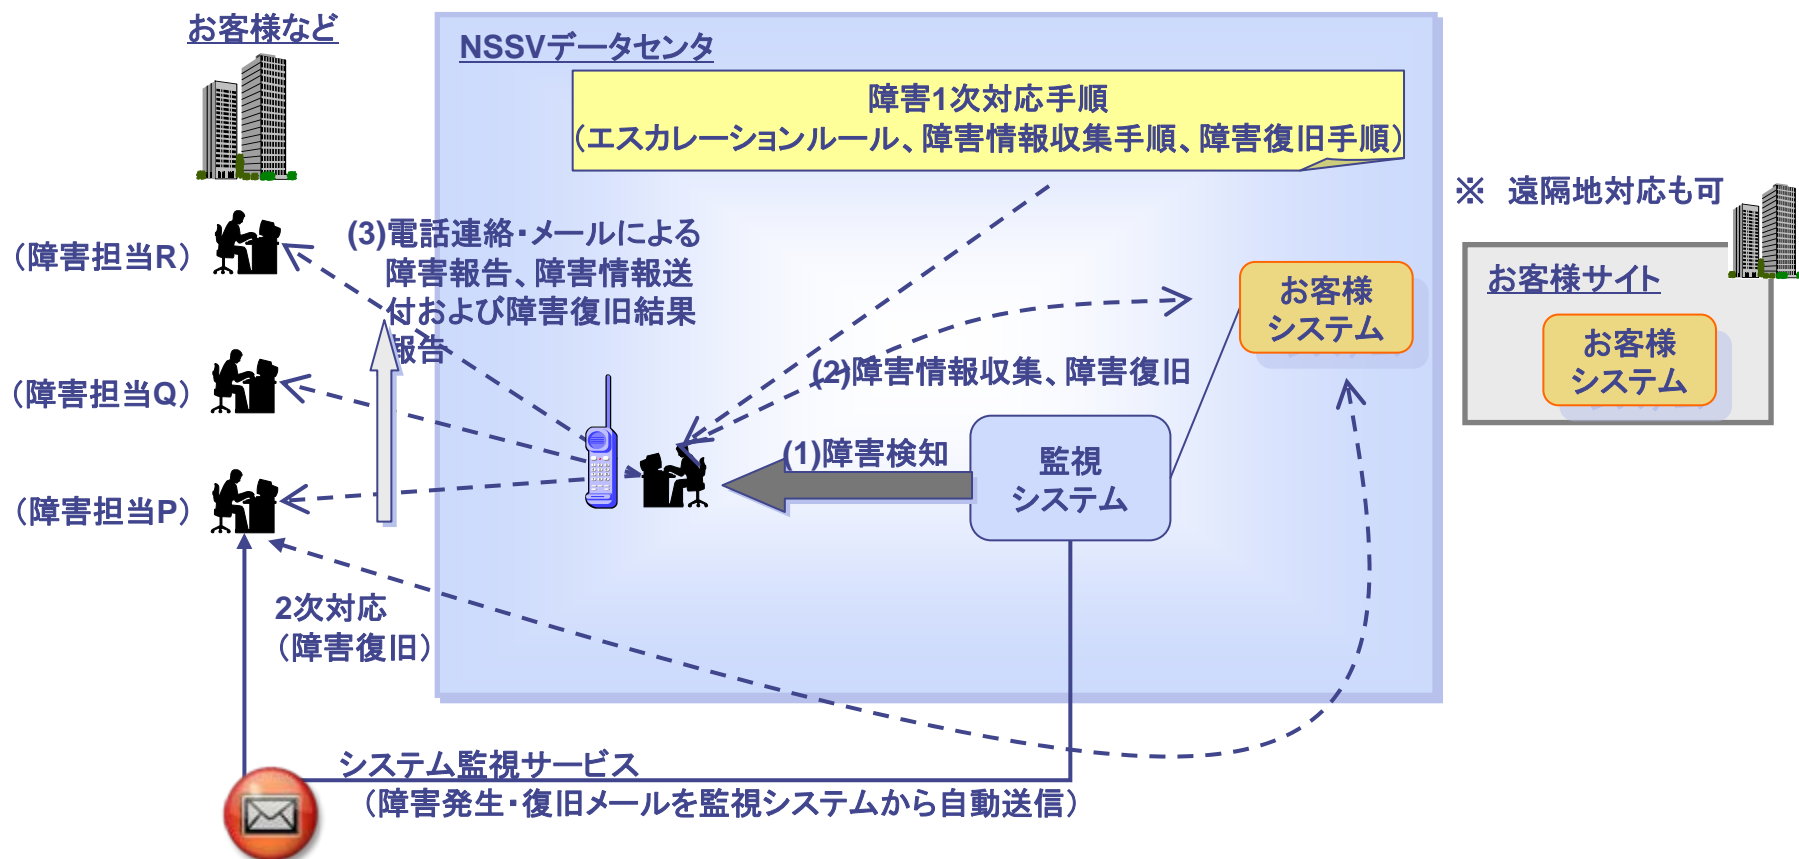 お客様など
NSSVデータセンタ
障害1次対応手順
（エスカレーションルール、障害情報収集手順、障害復旧手順）
※　遠隔地対応も可
（障害担当R）
(3)電話連絡・メールによる
障害報告、障害情報送
付および障害復旧結果
報告
お客様
システム
お客様サイト
お客様
システム
（障害担当Q）
(2)障害情報収集、障害復旧
(1)障害検知
監視
システム
（障害担当P）
2次対応
（障害復旧）
システム監視サービス
（障害発生・復旧メールを監視システムから自動送信）